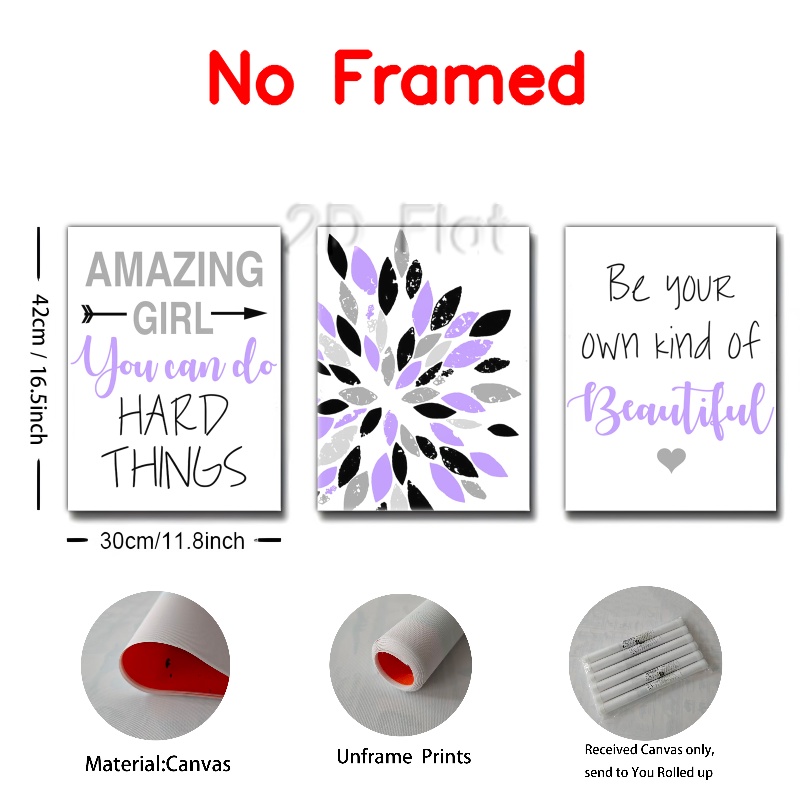 No Framed
2D Flat
AMAZING
GIRL
You can do
HARD
THINGS
Be your
own kind of
Beautiful
42cm / 16.5inch
30cm/11.8inch
Material:Canvas
Unframe Prints
Received Canvas only,
send to You Rolled up